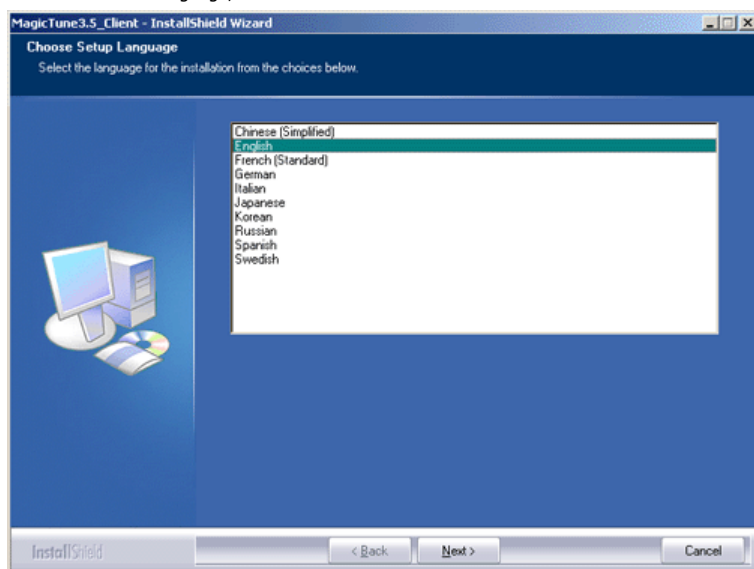 MagicTune3.5_Client - InstallShield Wizard
Choose Setup Language
Select the language for the installation from the choices below.
Chinese (Simplified)
English
French (Standard)
German
Italian
Japanese
Korean
Russian
Spanish
Swedish
InstallShield
< Back
Next >
Cancel